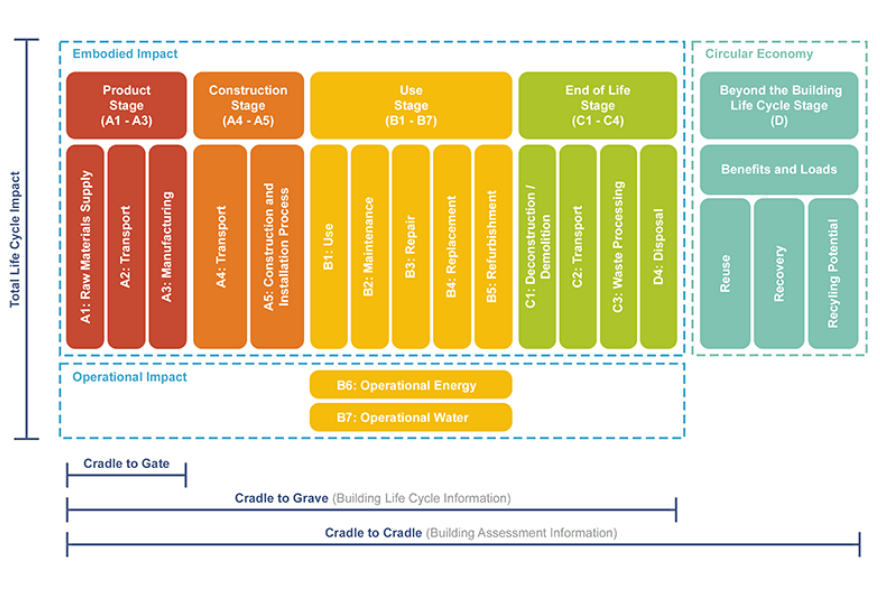 Total Life Cycle Impact
Embodied Impact
Product
Stage
(A1 - A3)
Construction
Stage
(A4 - A5)
Use
Stage
(B1 - B7)
End of Life
Stage
(C1 - C4)
A1: Raw Materials Supply
A2: Transport
A3: Manufacturing
A4: Transport
A5: Construction and
Installation Process
B1: Use
B2: Maintenance
B3: Repair
B4: Replacement
B5: Refurbishment
C1: Deconstruction /
Demolition
C2: Transport
C3: Waste Processing
D4: Disposal
Circular Economy
Beyond the Building
Life Cycle Stage
(D)
Benefits and Loads
Reuse
Recovery
Recyling Potential
Operational Impact
B6: Operational Energy
B7: Operational Water
Cradle to Gate
Cradle to Grave (Building Life Cycle Information)
Cradle to Cradle (Building Assessment Information)